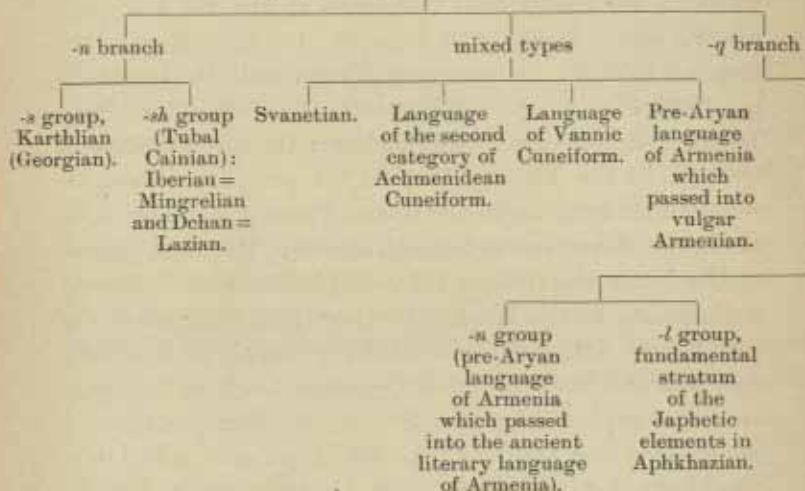 -n branch
mixed types
-q branch
-s group,
Karthlian
(Georgian).
-sh group
(Tubal
Cainian):
Iberian=
Mingrelian
and Dchan=
Lazian.
Svanetian.
Language
of the second
category of
Achmenidean
Cuneiform.
Language
of Vannic
Cuneiform.
Pre-Aryan
language
of Armenia
which
passed into
vulgar
Armenian.
-n group
(pre-Aryan
language
of Armenia
which passed
into the ancient
literary language
of Armenia).
-l group,
fundamental
stratum
of the
Japhetic
elements in
Aphkhazian.